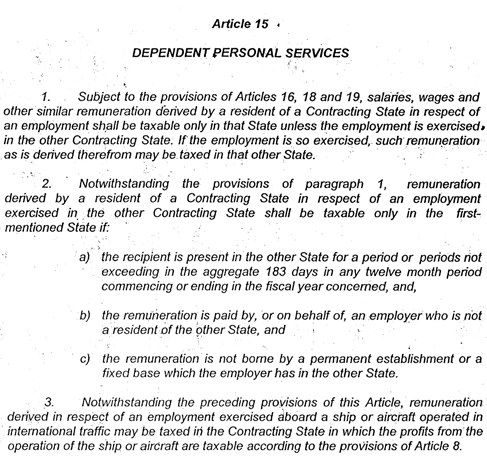 Article 15
DEPENDENT PERSONAL SERVICES
1. Subject to the provisions of Articles 16, 18 and 19, salaries, wages and
other similar remuneration derived by a resident of a Contracting State in respect of
an employment shall be taxable only in that State unless the employment is exercised
in the other Contracting State. If the employment is so exercised, such remuneration
as is derived therefrom may be taxed in that other State.
2. Notwithstanding the provisions of paragraph 1, remuneration
derived by a resident of a Contracting State in respect of an employment
exercised in the other Contracting State shall be taxable only in the first-
mentioned State if:
a) the recipient is present in the other State for a period or periods not
exceeding in the aggregate 183 days in any twelve month period
commencing or ending in the fiscal year concerned, and,
b) the remuneration is paid by, or on behalf of, an employer who is not
a resident of the other State, and
c) the remuneration is not borne by a permanent establishment or a
fixed base which the employer has in the other State.
3. Notwithstanding the preceding provisions of this Article, remuneration
derived in respect of an employment exercised aboard a ship or aircraft operated in
international traffic may be taxed in the Contracting State in which the profits from the
operation of the ship or aircraft are taxable according to the provisions of Article 8.